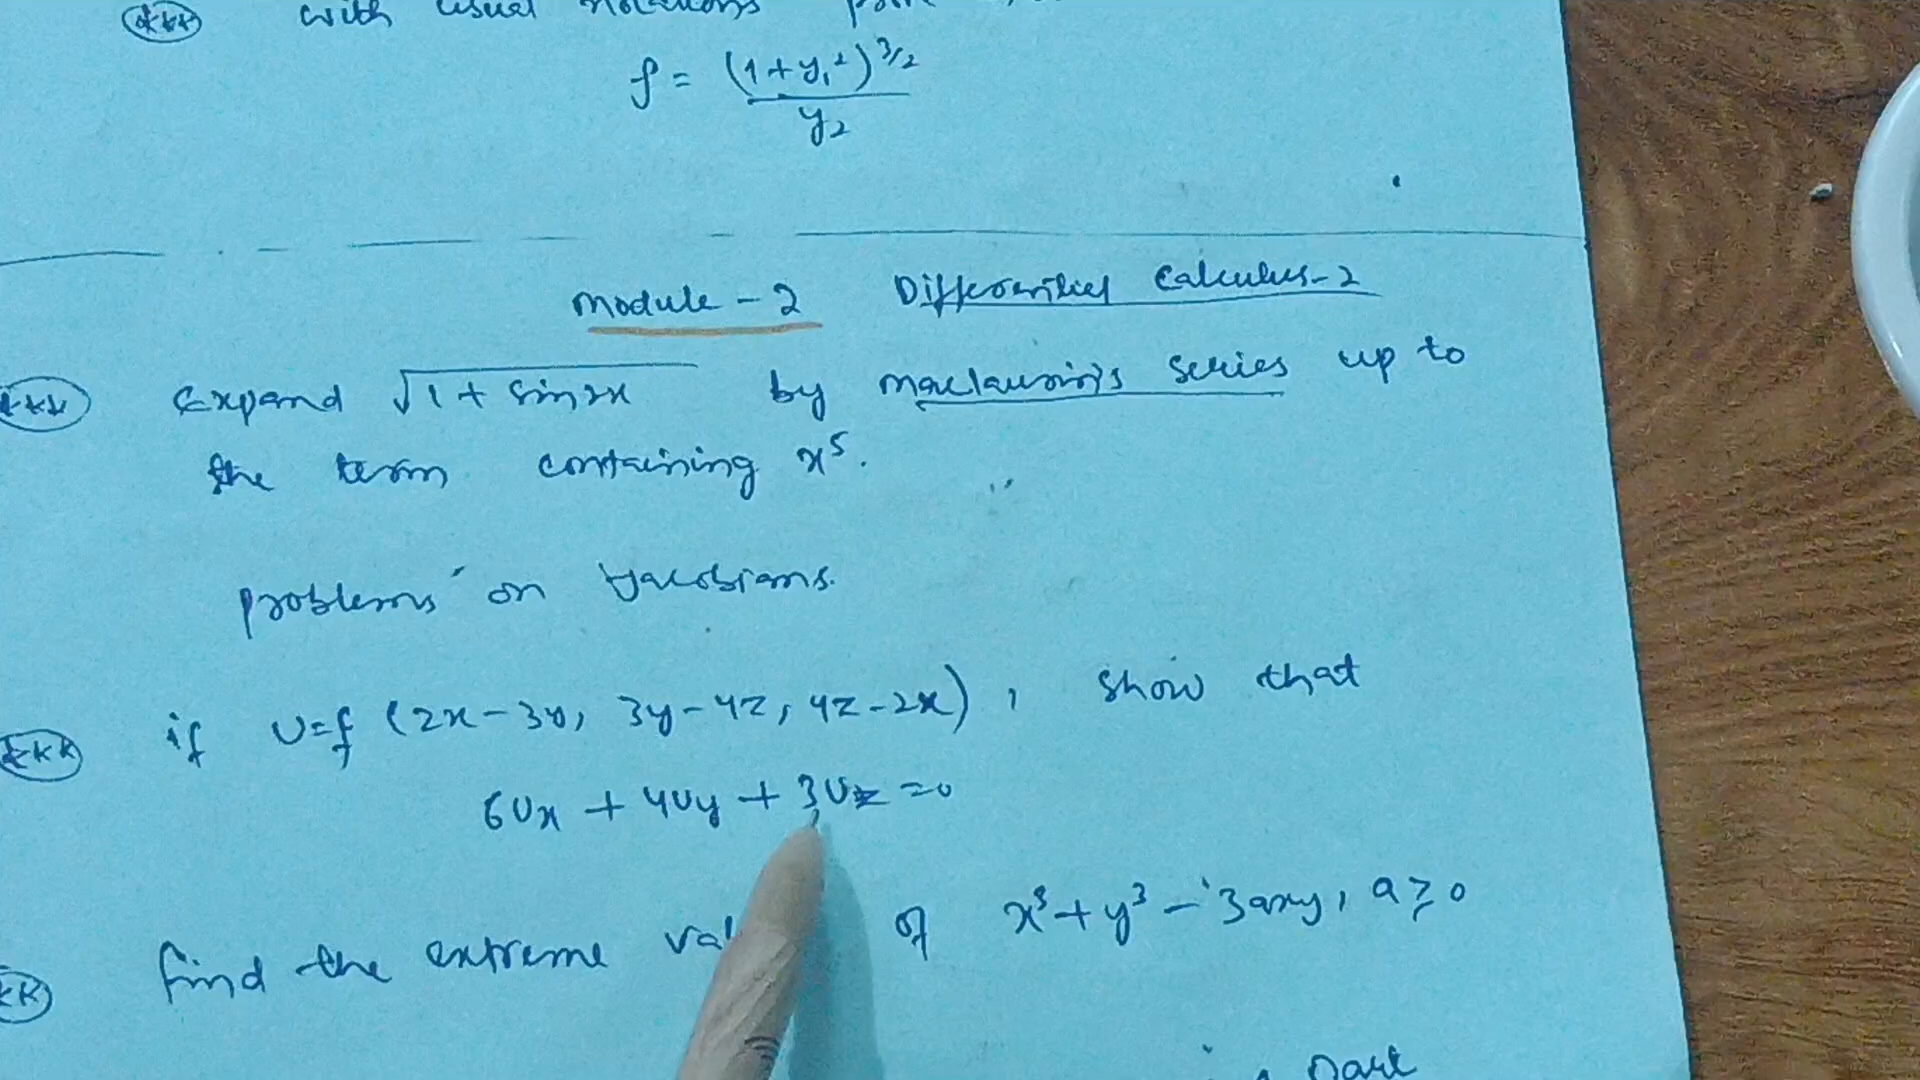 *** with usual notations
ρ = (1+y₁²)^3/2 / y₂
Module - 2 Differential Calculus-2
*** Expand √1+ sin2x by Maclaurin's series up to
the term containing x⁵.
problems on Jacobians.
*** if U=f (2x-3y, 3y-4z, 4z-2x), show that
6Ux + 4Uy + 3Uz =0
find the extreme of x³+y³-3axy, a≥0